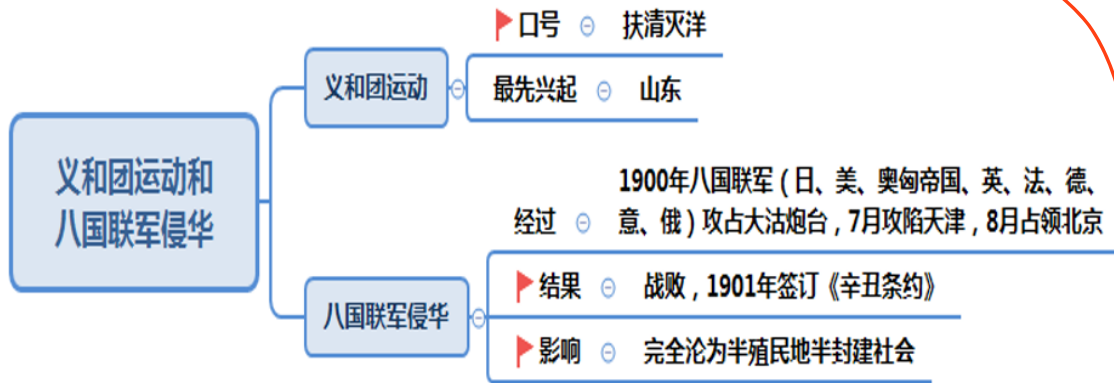 口号 扶清灭洋
义和团运动
最先兴起 山东
义和团运动和
八国联军侵华
1900年八国联军（日、美、奥匈帝国、英、法、德、
经过 意、俄）攻占大沽炮台，7月攻陷天津，8月占领北京
结果 战败，1901年签订《辛丑条约》
八国联军侵华
影响 完全沦为半殖民地半封建社会